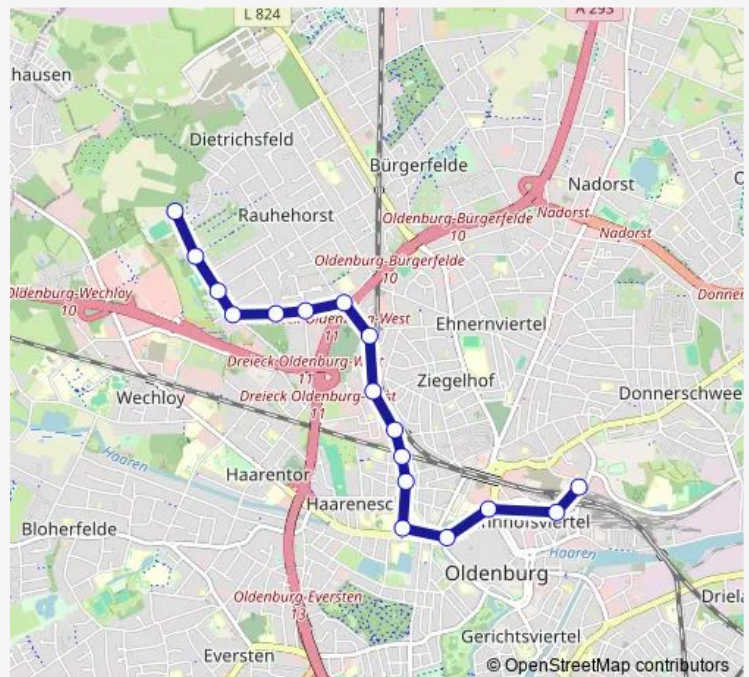 L 824
A 293
hausen
Dietrichsfeld
Bürgerfelde
Nadorst
Rauhehorst
Oldenburg-Bürgerfelde
10
Nadorst
Nadorst
Oldenburg-Bürgerfelde
10
Oldenburg-Wechloy
10
Donner
11
Ehnernviertel
Dreieck Oldenburg-West
11
Ziegelhof
Dreieck Oldenburg-West
11
Donnerschwee
Wechloy
Haaren
Haarentor
Haarenesc
Bloherfelde
nhofsviertel
Haaren
Oldenburg
Oldenburg-Eversten
13
Driela
Gerichtsviertel
Eversten
© OpenStreetMap contributors